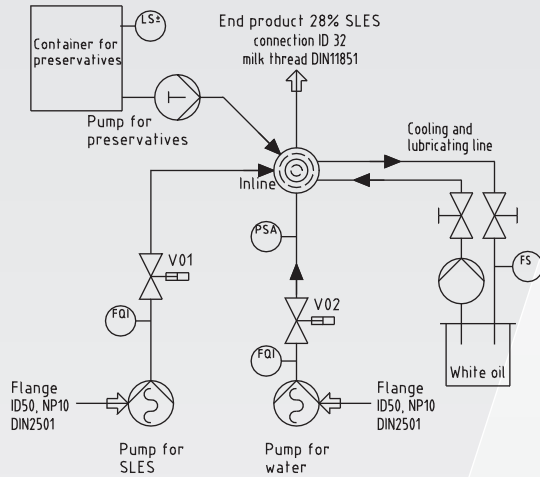 LS±
Container for
preservatives
End product 28% SLES
connection ID 32
milk thread DIN11851
Pump for
preservatives
Cooling and
lubricating line
Inline
PSA
V01
FS
FQI
V02
FQI
White oil
Flange
ID50, NP10
DIN2501
Flange
ID50, NP10
DIN2501
Pump for
SLES
Pump for
water